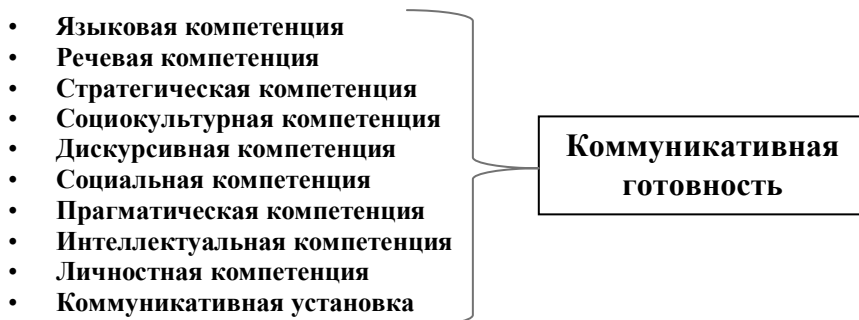 • Языковая компетенция
• Речевая компетенция
• Стратегическая компетенция
• Социокультурная компетенция
• Дискурсивная компетенция
• Социальная компетенция
• Прагматическая компетенция
• Интеллектуальная компетенция
• Личностная компетенция
• Коммуникативная установка
Коммуникативная
готовность